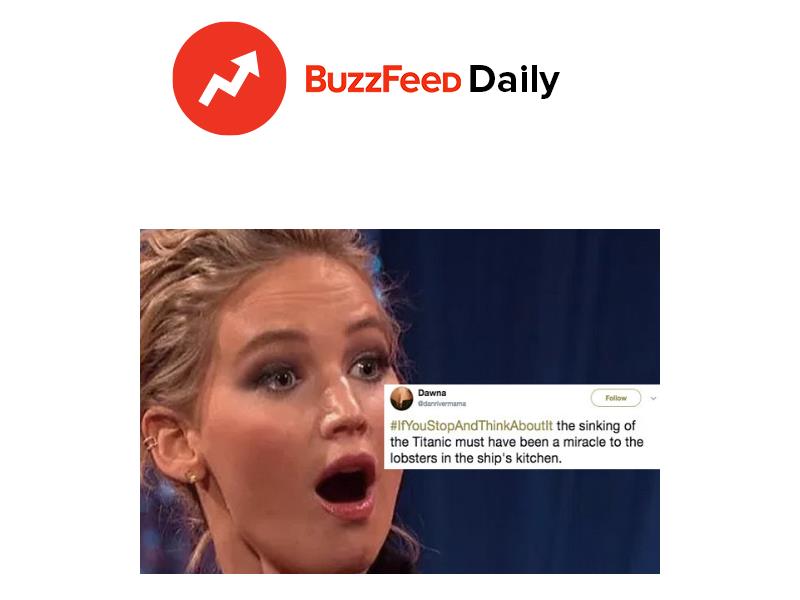 BuzzFeed Daily
Dawna
@danrivermama
Follow
#IfYouStopAndThinkAboutIt the sinking of
the Titanic must have been a miracle to the
lobsters in the ship's kitchen.